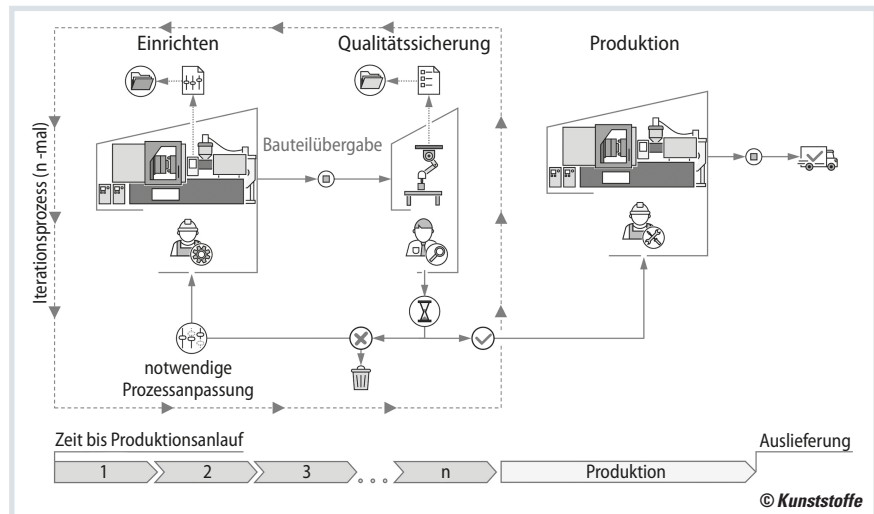 Einrichten
Qualitätssicherung
Produktion
Iterationsprozess (n -mal)
Bauteilübergabe
notwendige
Prozessanpassung
Zeit bis Produktionsanlauf
Auslieferung
1
2
3
...
n
Produktion
© Kunststoffe